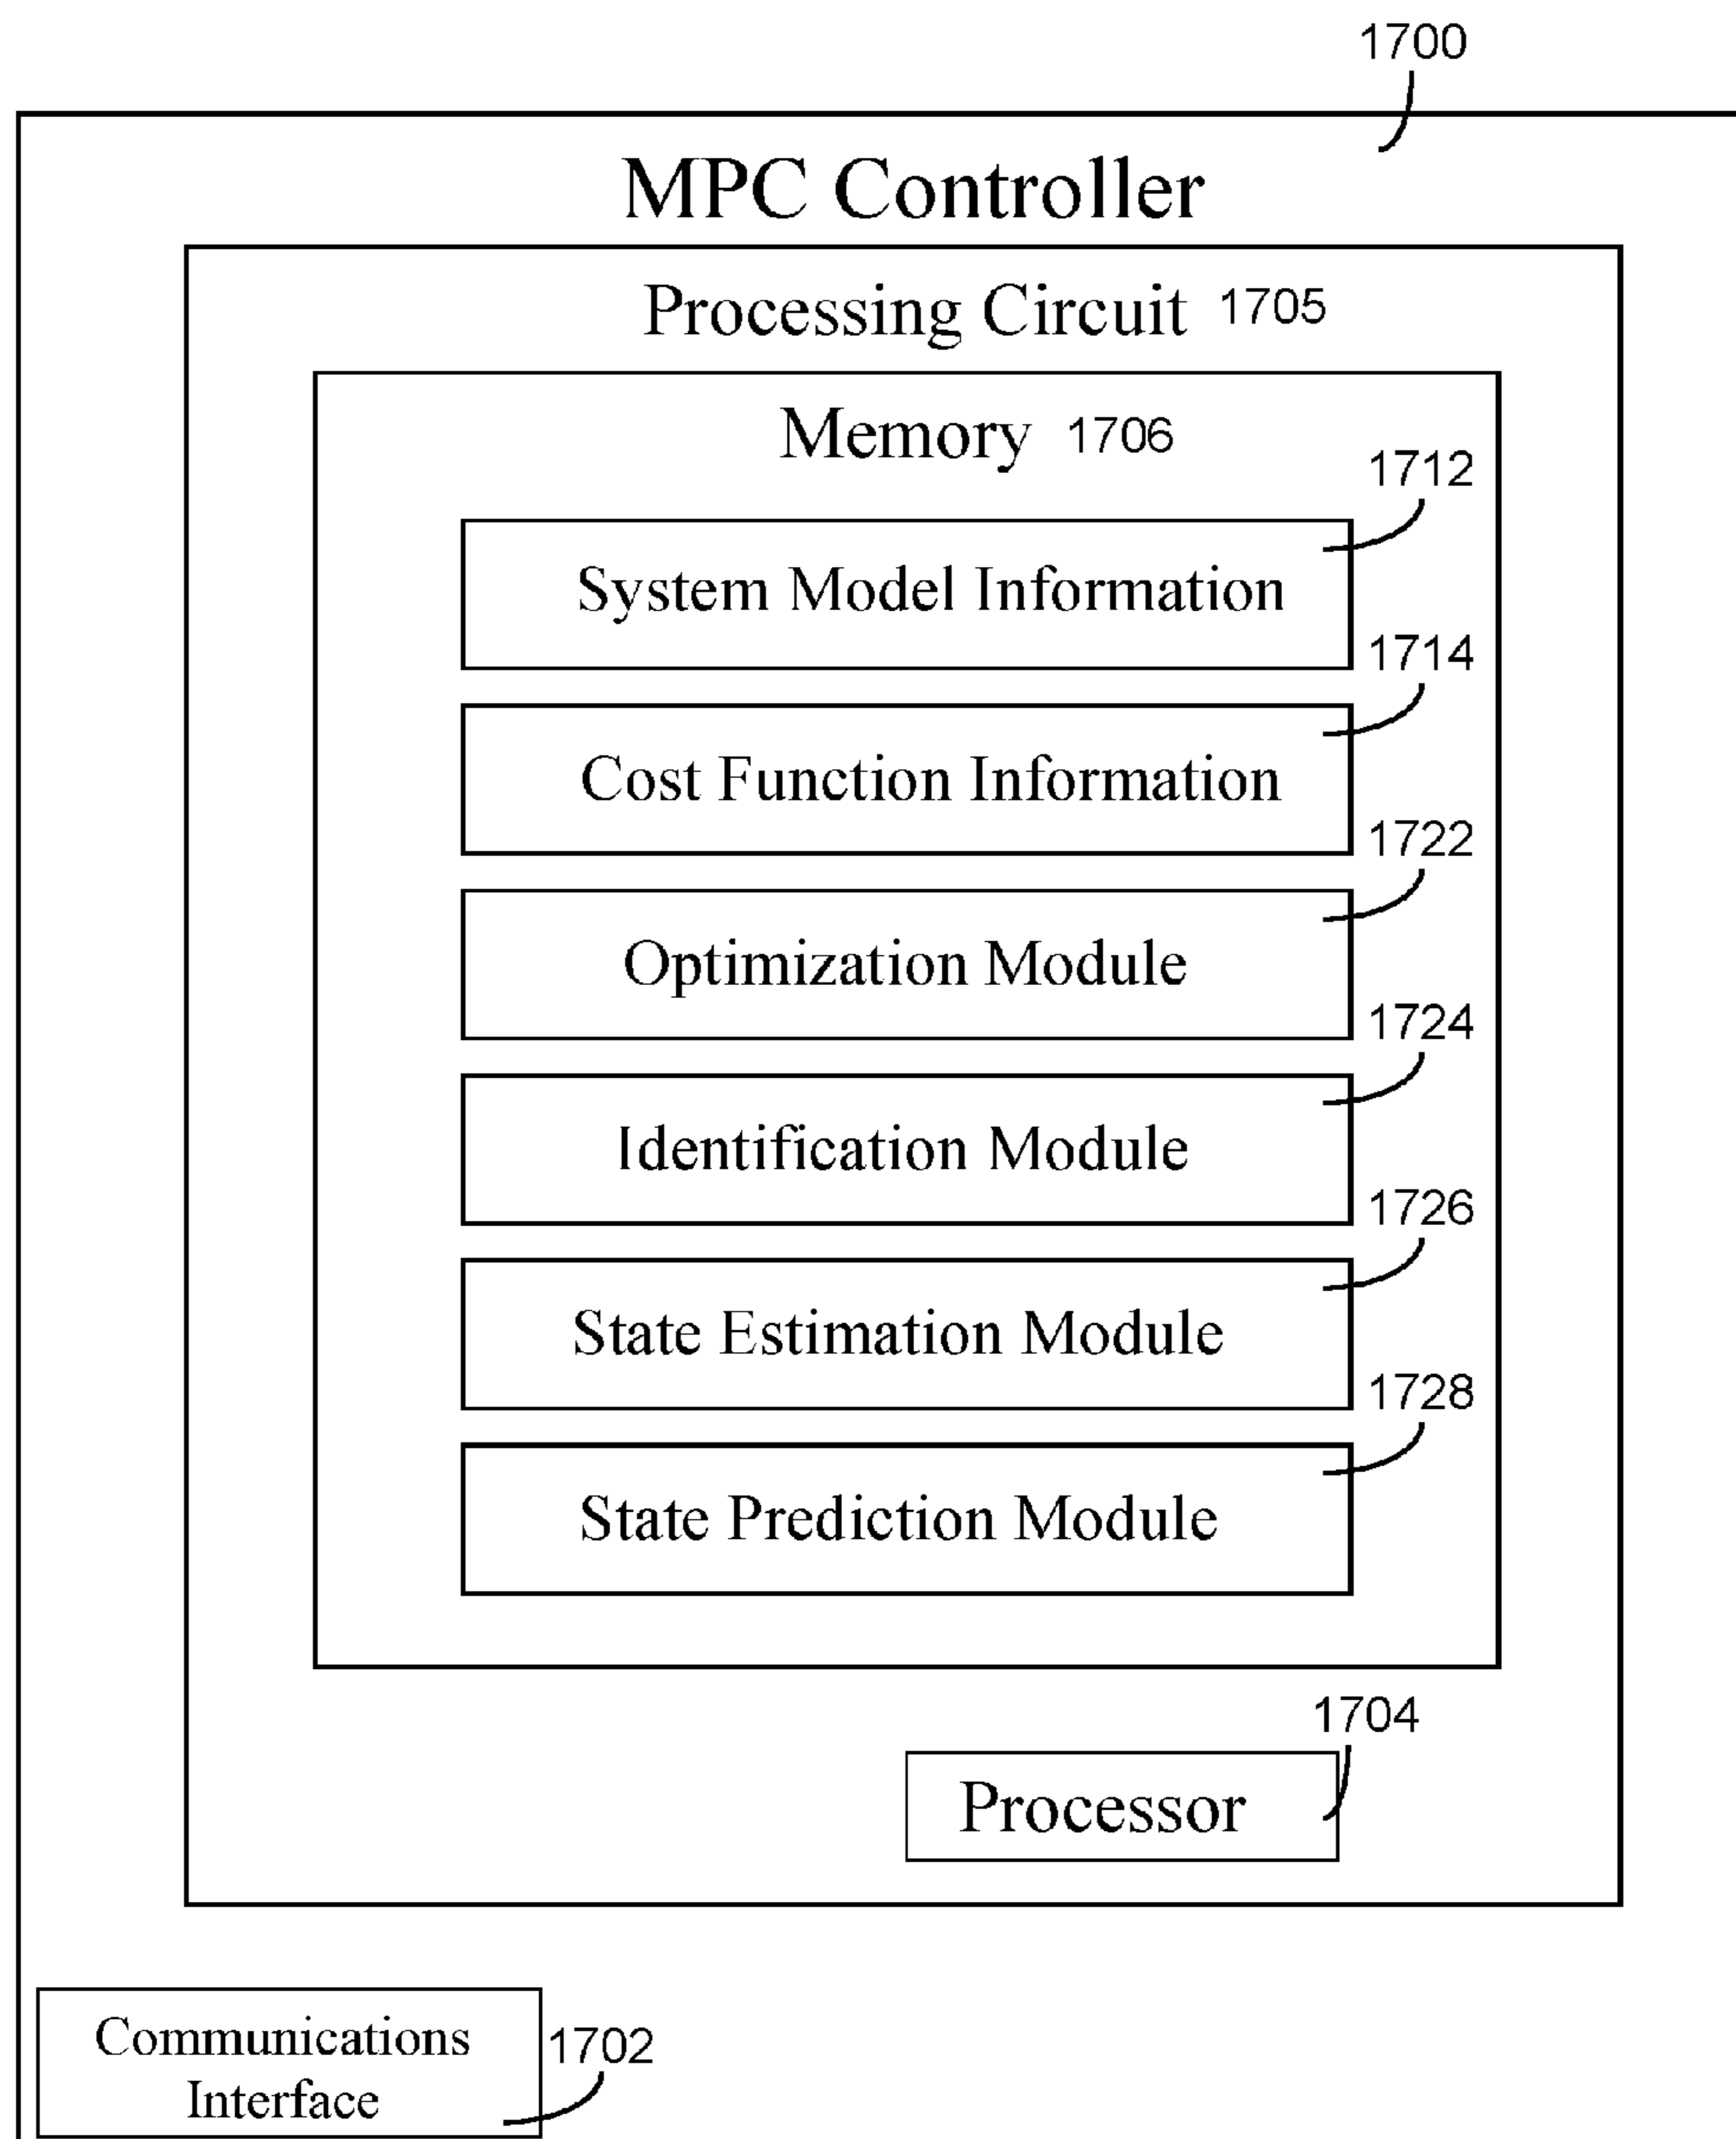 1700
MPC Controller
Processing Circuit 1705
Memory 1706
1712
System Model Information
1714
Cost Function Information
1722
Optimization Module
1724
Identification Module
1726
State Estimation Module
1728
State Prediction Module
1704
Processor
Communications
Interface
1702